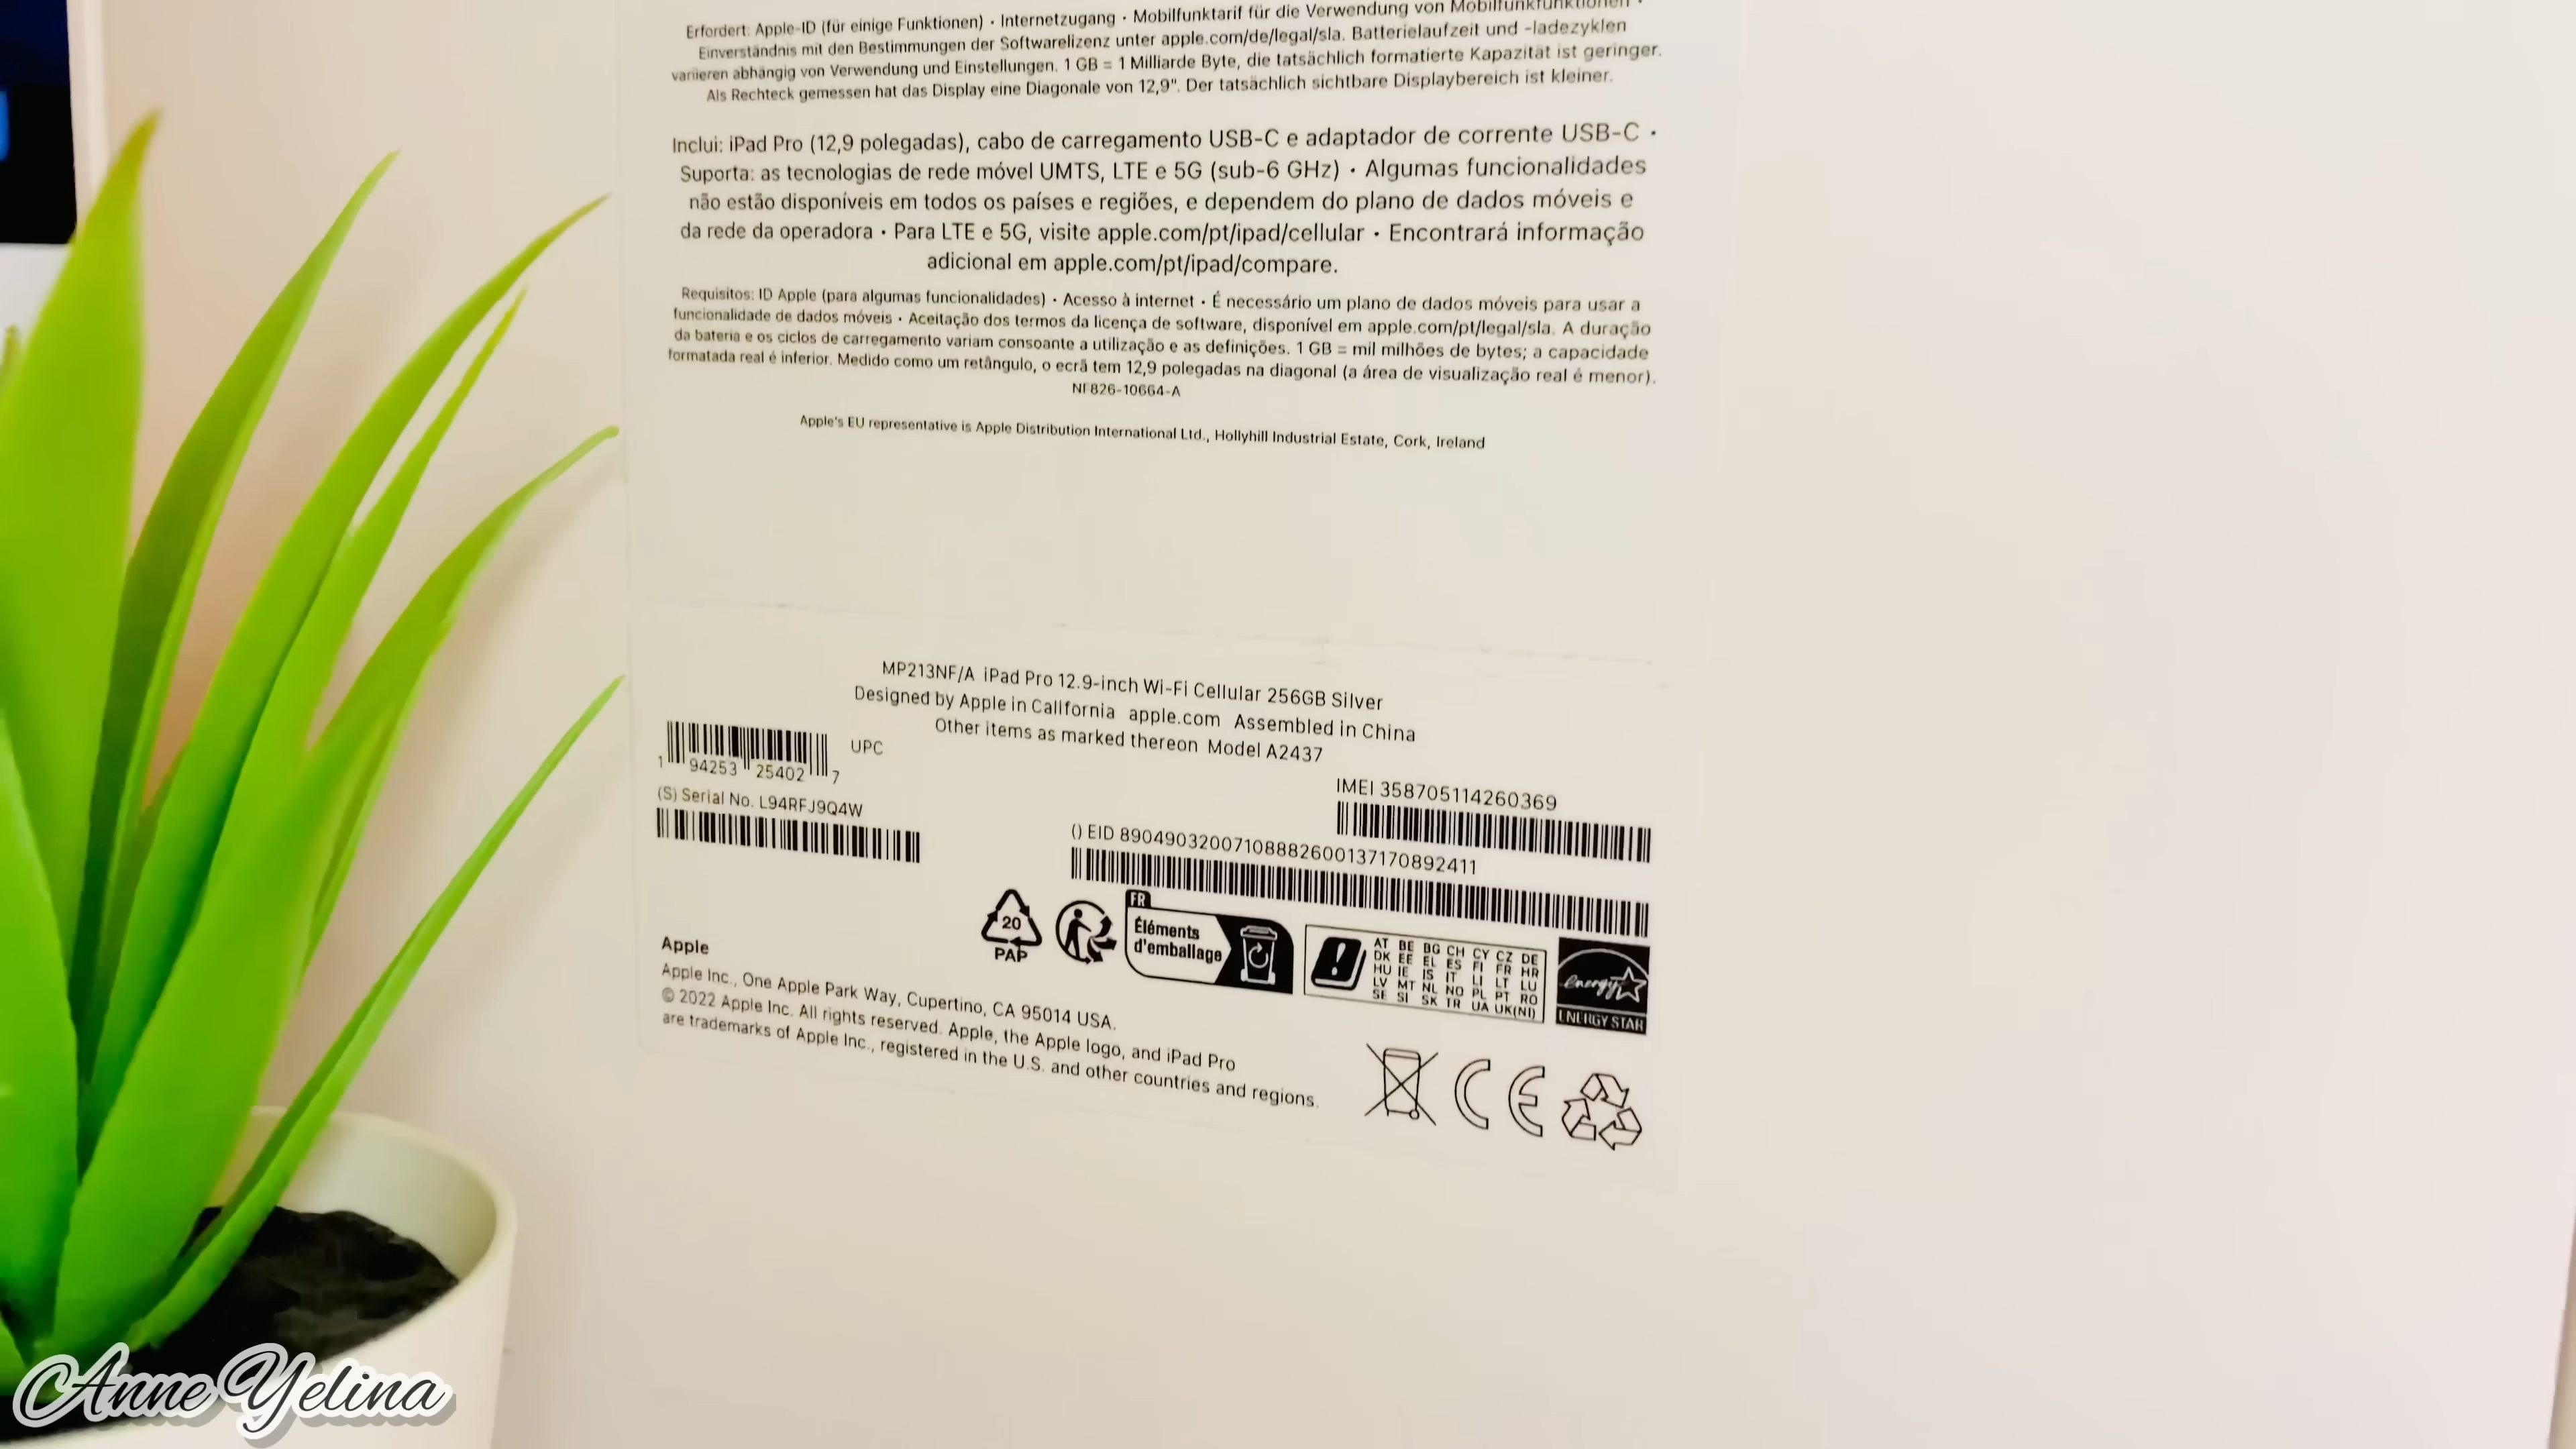 Erfordert: Apple-ID (für einige Funktionen) • Internetzugang • Mobilfunktarif für die Verwendung von Mobilfunkfunktionen •
Einverständnis mit den Bestimmungen der Softwarelizenz unter apple.com/de/legal/sla. Batterielaufzeit und -ladezyklen
variieren abhängig von Verwendung und Einstellungen. 1 GB = 1 Milliarde Byte, die tatsächlich formatierte Kapazität ist geringer.
Als Rechteck gemessen hat das Display eine Diagonale von 12,9". Der tatsächlich sichtbare Displaybereich ist kleiner.
Inclui: iPad Pro (12,9 polegadas), cabo de carregamento USB-C e adaptador de corrente USB-C •
Suporta: as tecnologias de rede móvel UMTS, LTE e 5G (sub-6 GHz) • Algumas funcionalidades
não estão disponíveis em todos os países e regiões, e dependem do plano de dados móveis e
da rede da operadora • Para LTE e 5G, visite apple.com/pt/ipad/cellular • Encontrará informação
adicional em apple.com/pt/ipad/compare.
Requisitos: ID Apple (para algumas funcionalidades) • Acesso à internet • É necessário um plano de dados móveis para usar a
funcionalidade de dados móveis • Aceitação dos termos da licença de software, disponível em apple.com/pt/legal/sla. A duração
da bateria e os ciclos de carregamento variam consoante a utilização e as definições. 1 GB = mil milhões de bytes; a capacidade
formatada real é inferior. Medido como um retângulo, o ecrã tem 12,9 polegadas na diagonal (a área de visualização real é menor).
NF826-10664-A
Apple's EU representative is Apple Distribution International Ltd., Hollyhill Industrial Estate, Cork, Ireland
MP213NF/A iPad Pro 12.9-inch Wi-Fi Cellular 256GB Silver
Designed by Apple in California apple.com Assembled in China
Other items as marked thereon Model A2437
UPC
1 94253 25402 7
(S) Serial No. L94RFJ9Q4W
IMEI 358705114260369
() EID 89049032007108882600137170892411
20
PAP
FR
Éléments
d'emballage
AT BE BG CH CY CZ DE
DK EE EL ES FI FR HR
HU IE IS IT LI LT LU
LV MT NL NO PL PT RO
SE SI SK TR UA UK(NI)
energy
ENERGY STAR
Apple
Apple Inc., One Apple Park Way, Cupertino, CA 95014 USA.
© 2022 Apple Inc. All rights reserved. Apple, the Apple logo, and iPad Pro
are trademarks of Apple Inc., registered in the U.S. and other countries and regions.
CE
Anne Yelina